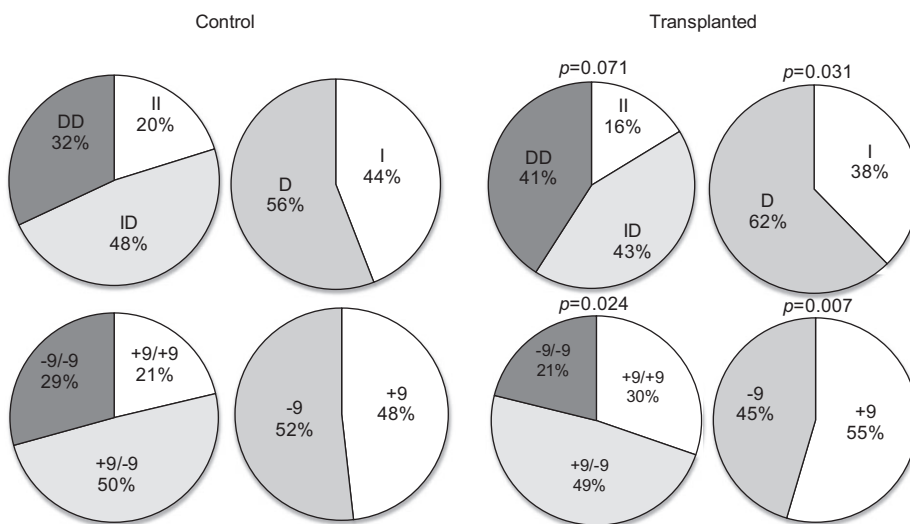 Control
Transplanted
p=0.071
p=0.031
DD
32%
II
20%
ID
48%
D
56%
I
44%
DD
41%
II
16%
ID
43%
D
62%
I
38%
p=0.024
p=0.007
-9/-9
29%
+9/+9
21%
+9/-9
50%
-9
52%
+9
48%
-9/-9
21%
+9/+9
30%
+9/-9
49%
-9
45%
+9
55%